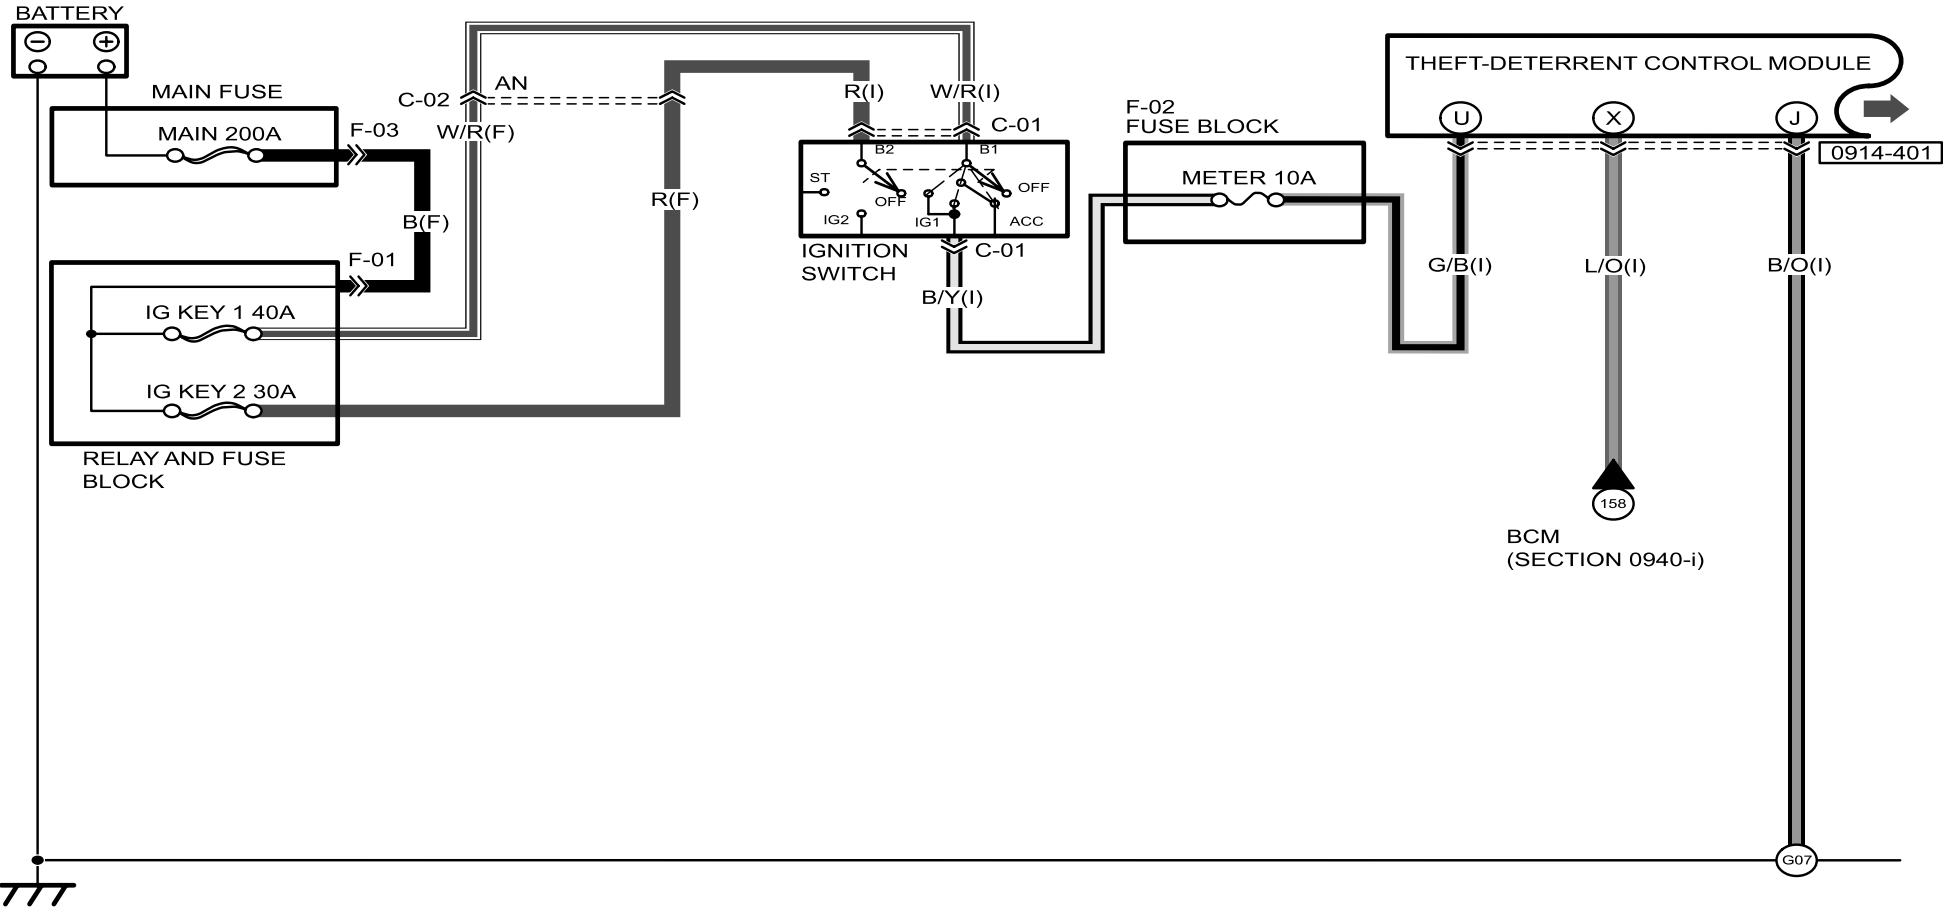 BATTERY
−
+
MAIN FUSE
MAIN 200A
F-03
B(F)
F-01
IG KEY 1 40A
IG KEY 2 30A
RELAY AND FUSE
BLOCK
C-02
AN
W/R(F)
R(F)
R(I)
W/R(I)
C-01
B2
B1
ST
OFF
OFF
IG2
IG1
ACC
IGNITION
SWITCH
C-01
B/Y(I)
F-02
FUSE BLOCK
METER 10A
THEFT-DETERRENT CONTROL MODULE
U
X
J
0914-401
G/B(I)
L/O(I)
B/O(I)
158
BCM
(SECTION 0940-i)
G07